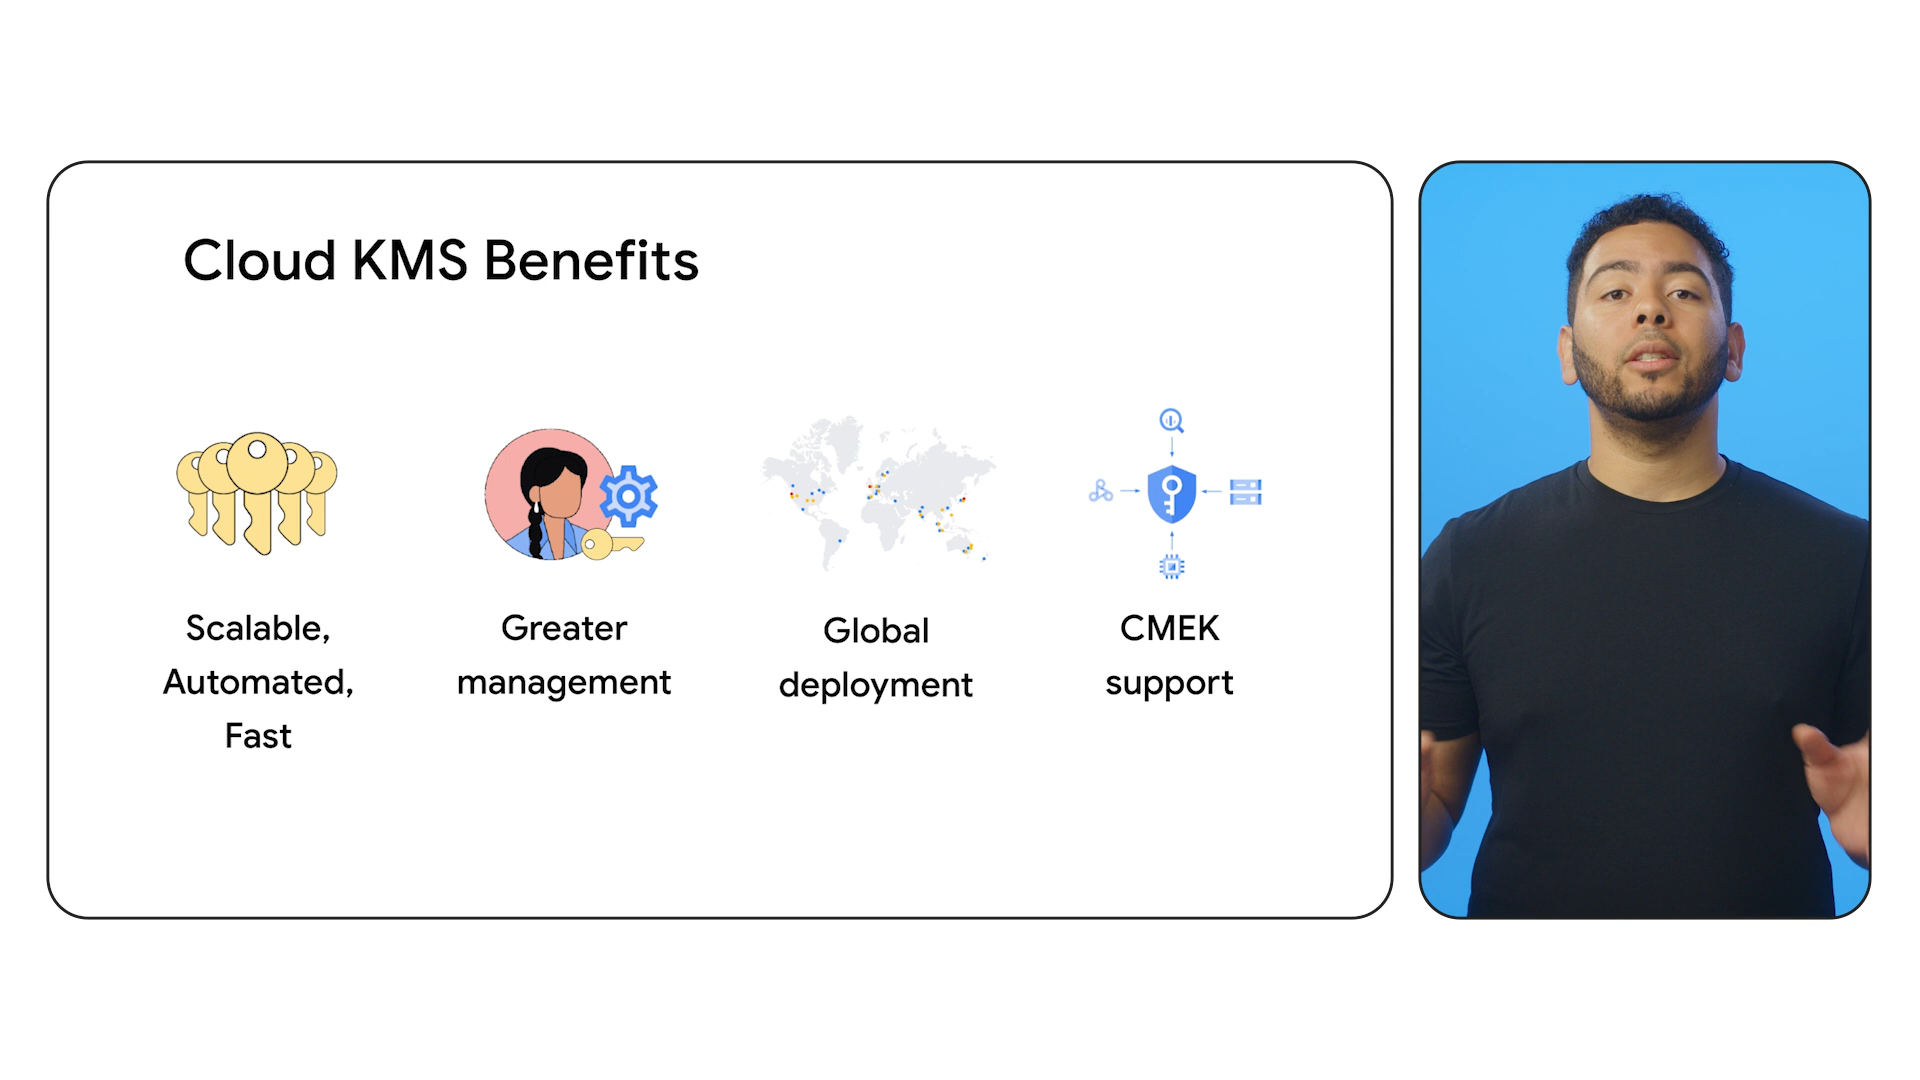 Cloud KMS Benefits
Scalable,
Automated,
Fast
Greater
management
Global
deployment
CMEK
support